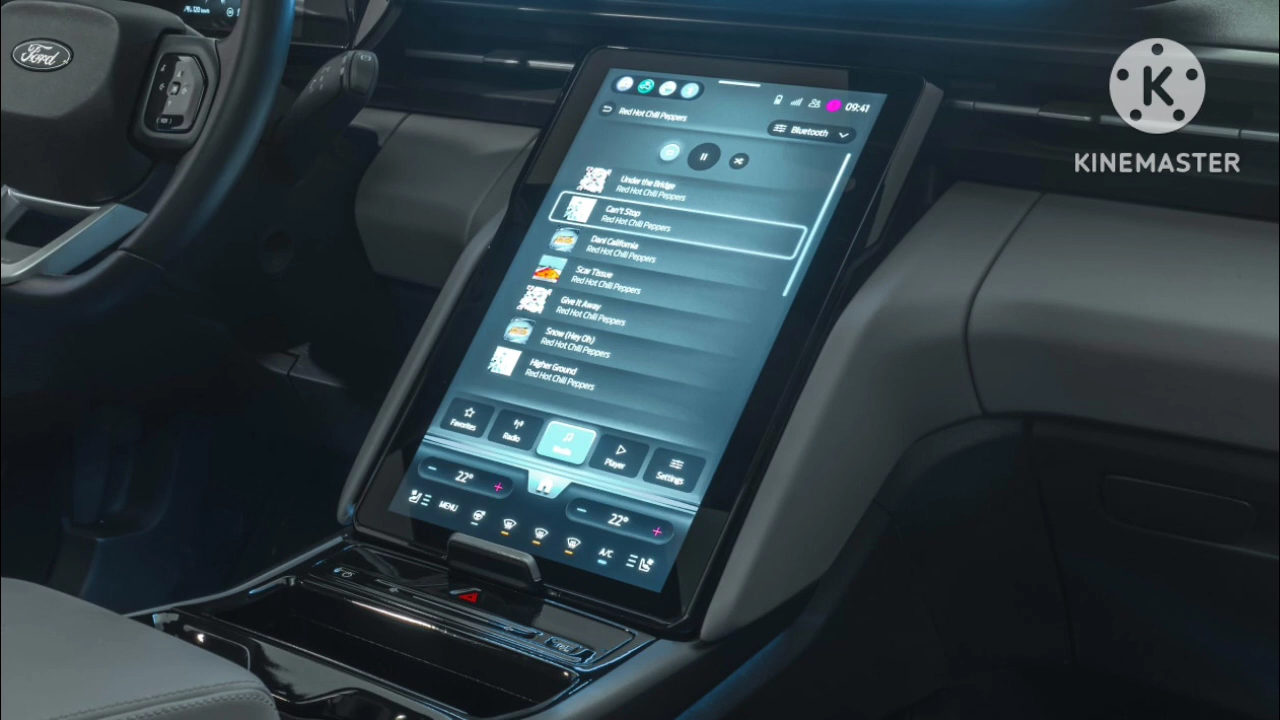 Ford
09:41
Red Hot Chili Peppers
Bluetooth
Under the Bridge
Red Hot Chili Peppers
Can't Stop
Red Hot Chili Peppers
Dani California
Red Hot Chili Peppers
Scar Tissue
Red Hot Chili Peppers
Give It Away
Red Hot Chili Peppers
Snow (Hey Oh)
Red Hot Chili Peppers
Higher Ground
Red Hot Chili Peppers
Favorites
Radio
Player
Settings
22°
22°
MENU
A/C
KINEMASTER